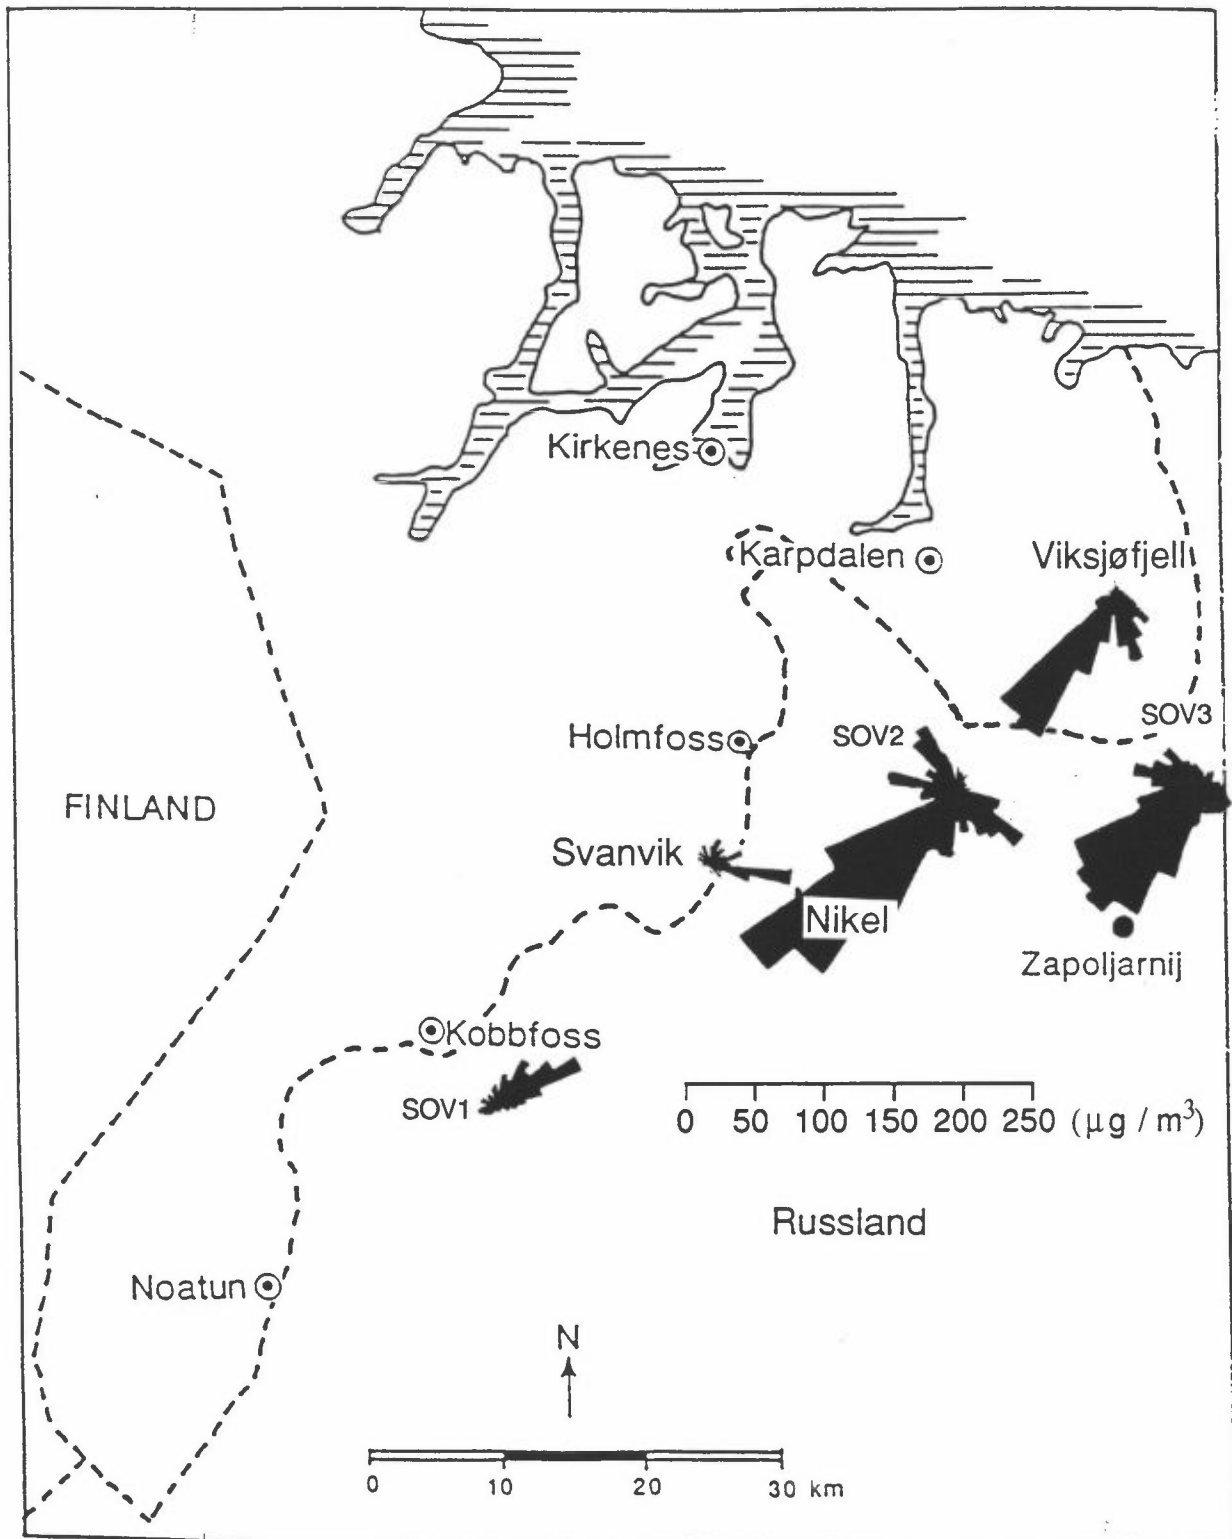 Kirkenes
Karpdalen
Viksjøfjell
Holmfoss
SOV2
SOV3
FINLAND
Svanvik
Nikel
Zapoljarnij
Kobbfoss
SOV1
0 50 100 150 200 250 (µg / m³)
Russland
Noatun
N
0 10 20 30 km